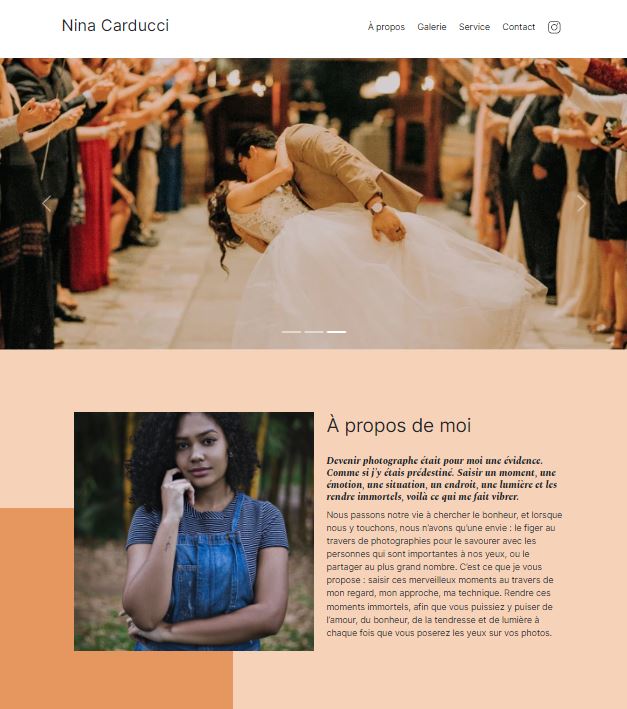 Nina Carducci
À propos Galerie Service Contact
À propos de moi
Devenir photographe était pour moi une évidence.
Comme si j'y étais prédestiné. Saisir un moment, une
émotion, une situation, un endroit, une lumière et les
rendre immortels, voilà ce qui me fait vibrer.
Nous passons notre vie à chercher le bonheur, et lorsque
nous y touchons, nous n'avons qu'une envie : le figer au
travers de photographies pour le savourer avec les
personnes qui sont importantes à nos yeux, ou le
partager au plus grand nombre. C'est ce que je vous
propose : saisir ces merveilleux moments au travers de
mon regard, mon approche, ma technique. Rendre ces
moments immortels, afin que vous puissiez y puiser de
l'amour, du bonheur, de la tendresse et de lumière à
chaque fois que vous poserez les yeux sur vos photos.